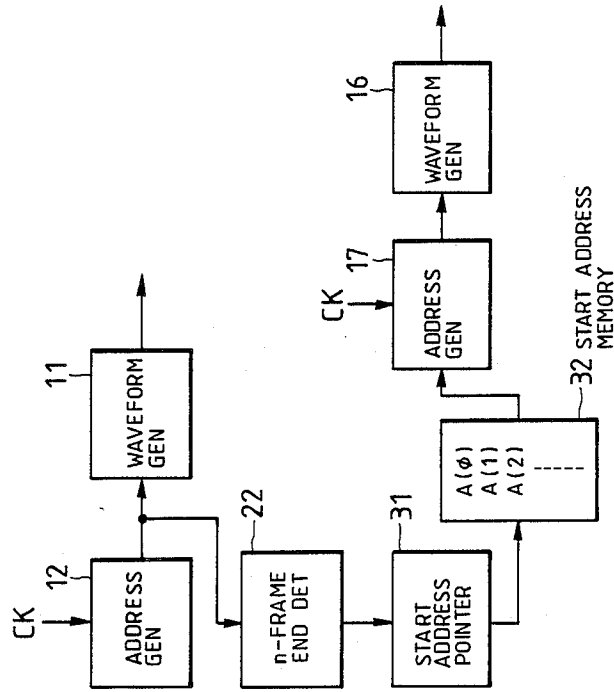 CK
12
ADDRESS
GEN
11
WAVEFORM
GEN
22
n-FRAME
END DET
31
START
ADDRESS
POINTER
A(φ)
A(1)
A(2)
32 START ADDRESS
MEMORY
CK
17
ADDRESS
GEN
16
WAVEFORM
GEN